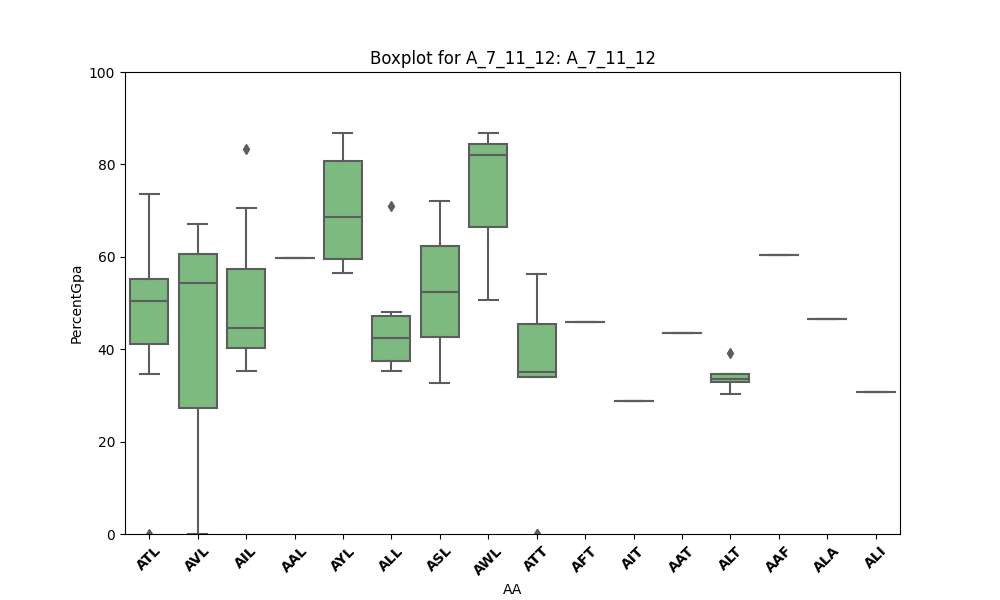 Boxplot for A_7_11_12: A_7_11_12
PercentGpa
100
80
60
40
20
0
ATL AVL AIL AAL AYL ALL ASL AWL ATT AFT AIT AAT ALT AAF ALA ALI
AA